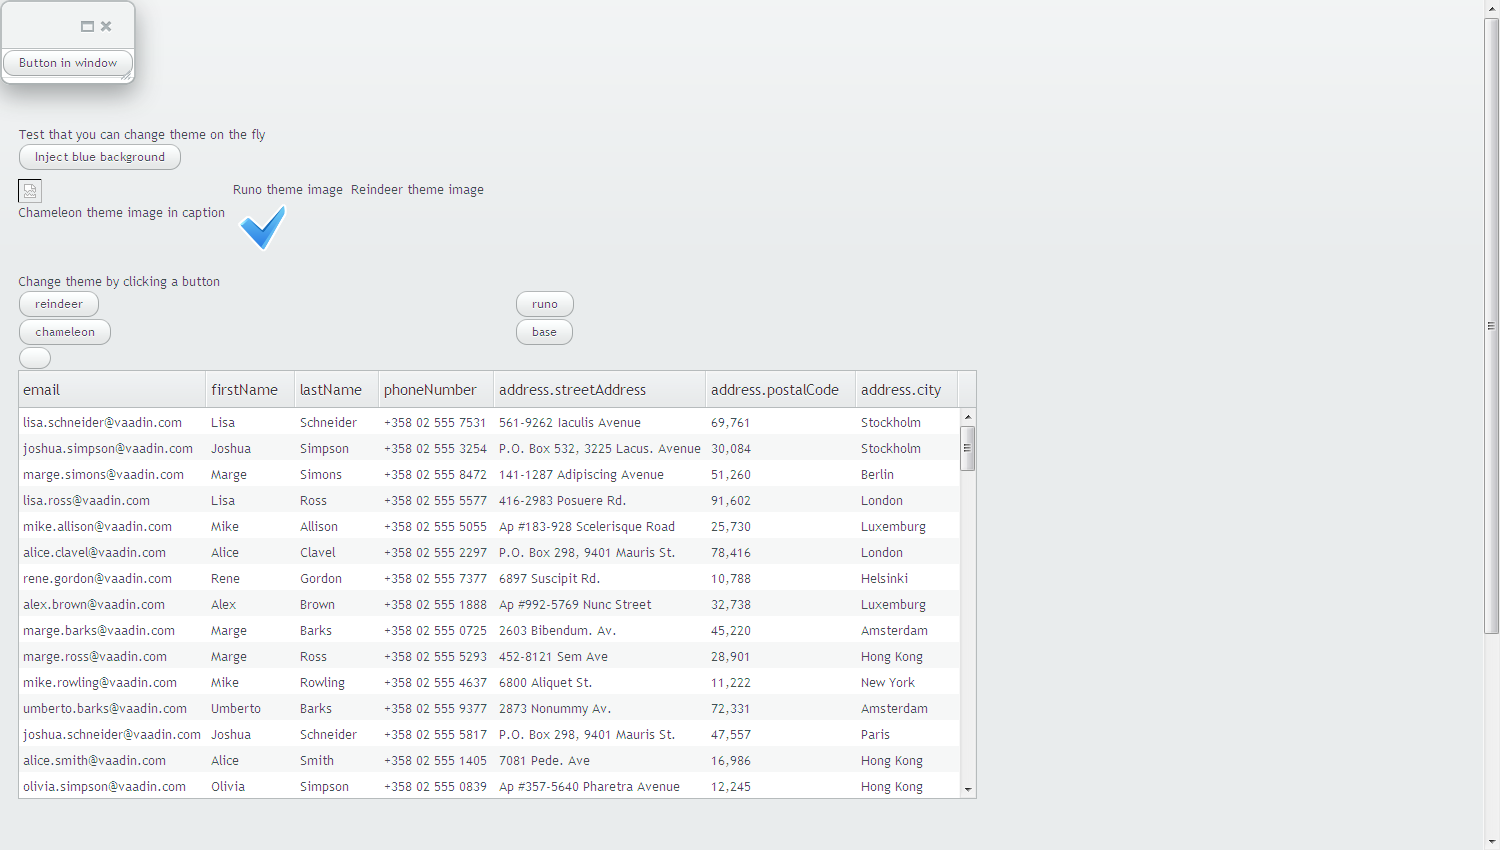 Button in window
Test that you can change theme on the fly
Inject blue background
Runo theme image Reindeer theme image
Chameleon theme image in caption
Change theme by clicking a button
reindeer runo
chameleon base
email firstName lastName phoneNumber address.streetAddress address.postalCode address.city
lisa.schneider@vaadin.com Lisa Schneider +358 02 555 7531 561-9262 Iaculis Avenue 69,761 Stockholm
joshua.simpson@vaadin.com Joshua Simpson +358 02 555 3254 P.O. Box 532, 3225 Lacus. Avenue 30,084 Stockholm
marge.simons@vaadin.com Marge Simons +358 02 555 8472 141-1287 Adipiscing Avenue 51,260 Berlin
lisa.ross@vaadin.com Lisa Ross +358 02 555 5577 416-2983 Posuere Rd. 91,602 London
mike.allison@vaadin.com Mike Allison +358 02 555 5055 Ap #183-928 Scelerisque Road 25,730 Luxemburg
alice.clavel@vaadin.com Alice Clavel +358 02 555 2297 P.O. Box 298, 9401 Mauris St. 78,416 London
rene.gordon@vaadin.com Rene Gordon +358 02 555 7377 6897 Suscipit Rd. 10,788 Helsinki
alex.brown@vaadin.com Alex Brown +358 02 555 1888 Ap #992-5769 Nunc Street 32,738 Luxemburg
marge.barks@vaadin.com Marge Barks +358 02 555 0725 2603 Bibendum. Av. 45,220 Amsterdam
marge.ross@vaadin.com Marge Ross +358 02 555 5293 452-8121 Sem Ave 28,901 Hong Kong
mike.rowling@vaadin.com Mike Rowling +358 02 555 4637 6800 Aliquet St. 11,222 New York
umberto.barks@vaadin.com Umberto Barks +358 02 555 9377 2873 Nonummy Av. 72,331 Amsterdam
joshua.schneider@vaadin.com Joshua Schneider +358 02 555 5817 P.O. Box 298, 9401 Mauris St. 47,557 Paris
alice.smith@vaadin.com Alice Smith +358 02 555 1405 7081 Pede. Ave 16,986 Hong Kong
olivia.simpson@vaadin.com Olivia Simpson +358 02 555 0839 Ap #357-5640 Pharetra Avenue 12,245 Hong Kong